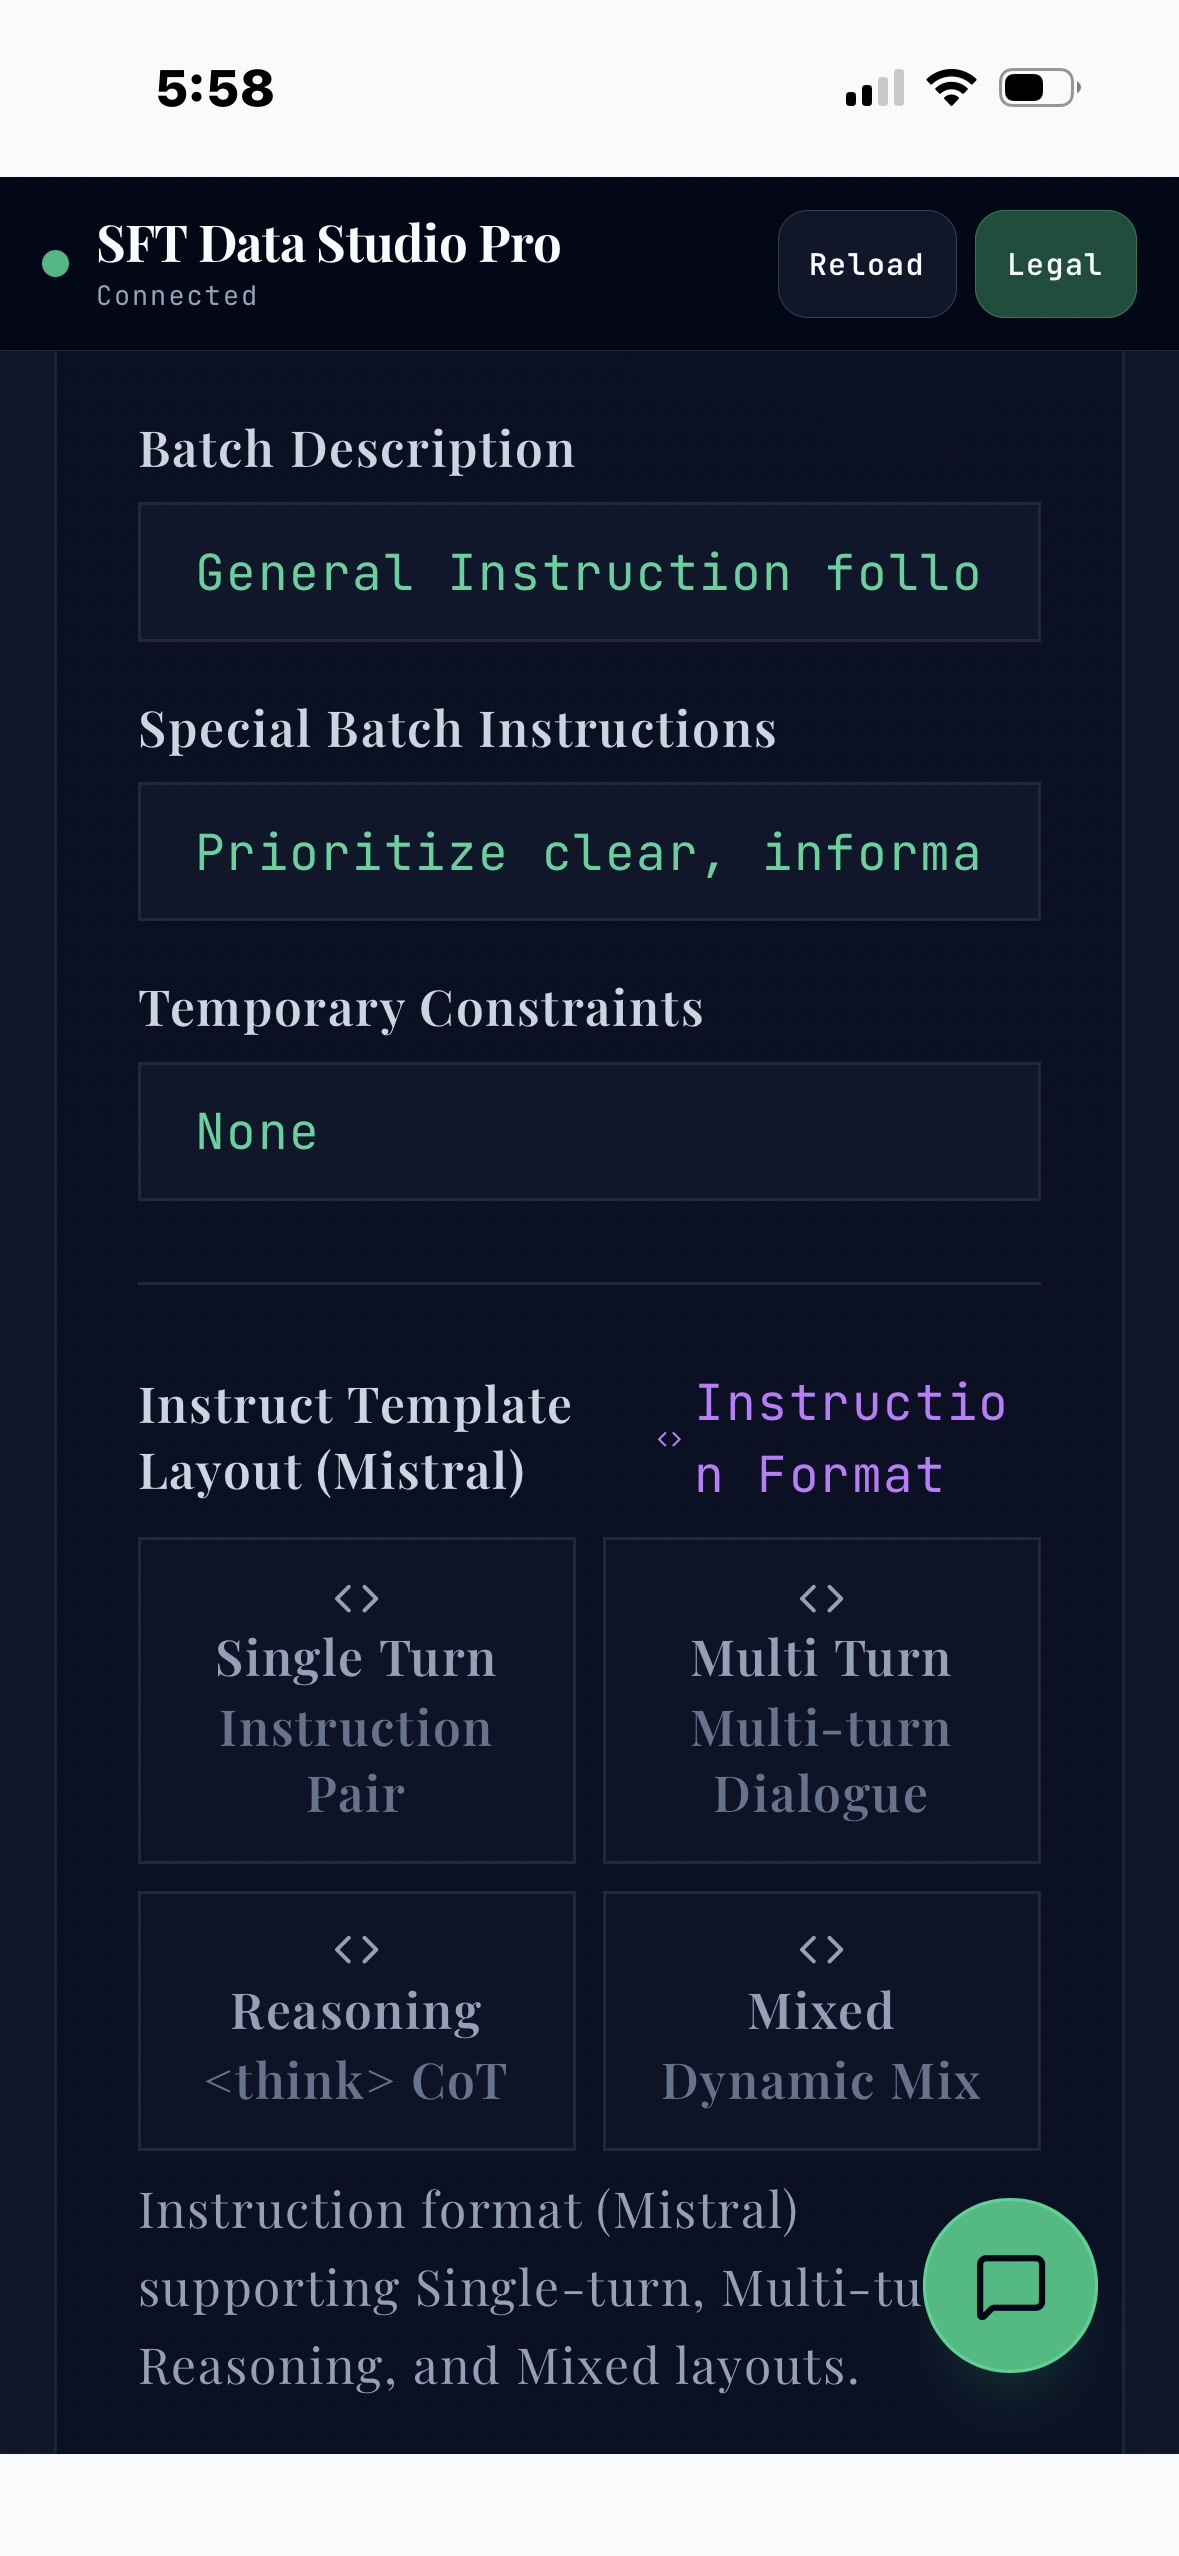 5:58
SFT Data Studio Pro
Connected
Reload
Legal
Batch Description
General Instruction follo
Special Batch Instructions
Prioritize clear, informa
Temporary Constraints
None
Instruct Template
Layout (Mistral)
Instructio
n Format
Single Turn
Instruction
Pair
Multi Turn
Multi-turn
Dialogue
Reasoning
<think> CoT
Mixed
Dynamic Mix
Instruction format (Mistral)
supporting Single-turn, Multi-tu
Reasoning, and Mixed layouts.